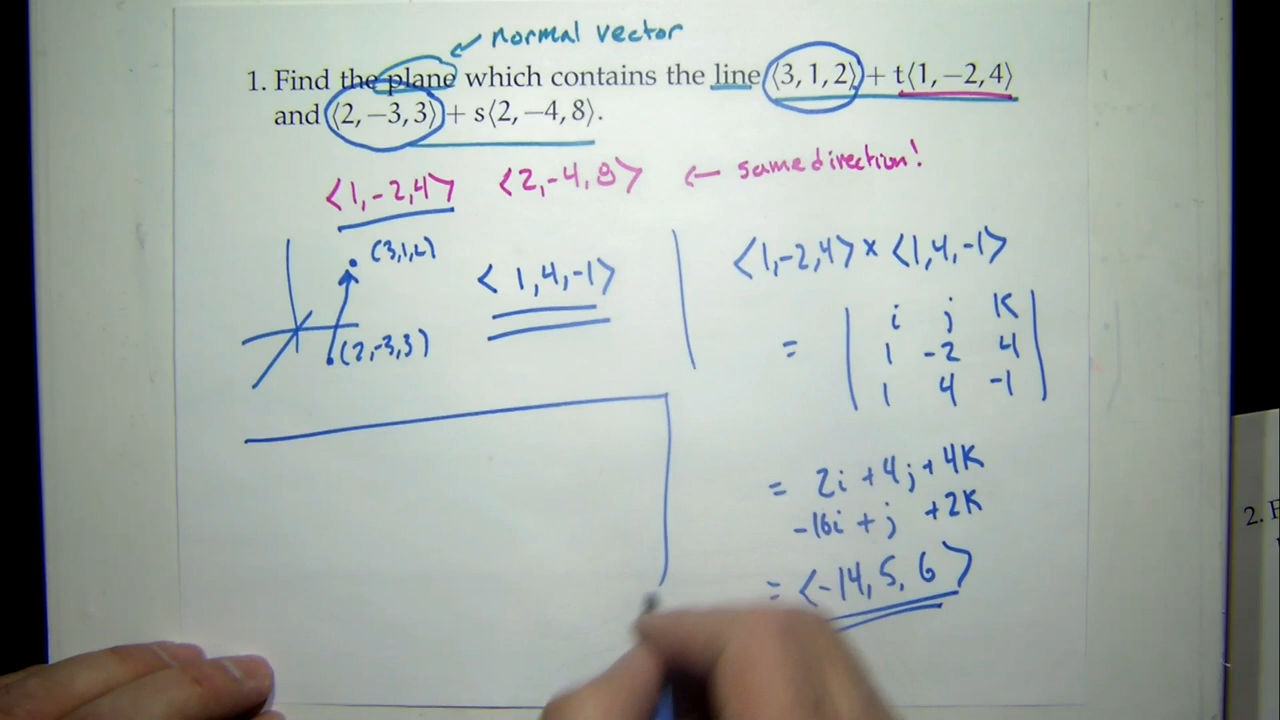 normal vector
1. Find the plane which contains the line ⟨3, 1, 2⟩ + t⟨1, −2, 4⟩
and ⟨2, −3, 3⟩ + s⟨2, −4, 8⟩.
<1,-2,4> <2,-4,8> ← same direction!
(3,1,2)
<1,4,-1>
(2,-3,3)
<1,-2,4> × <1,4,-1>
= | i j K
1 -2 4
1 4 -1 |
= 2i + 4j + 4K
-16i + j + 2K
= <-14, 5, 6>
2.